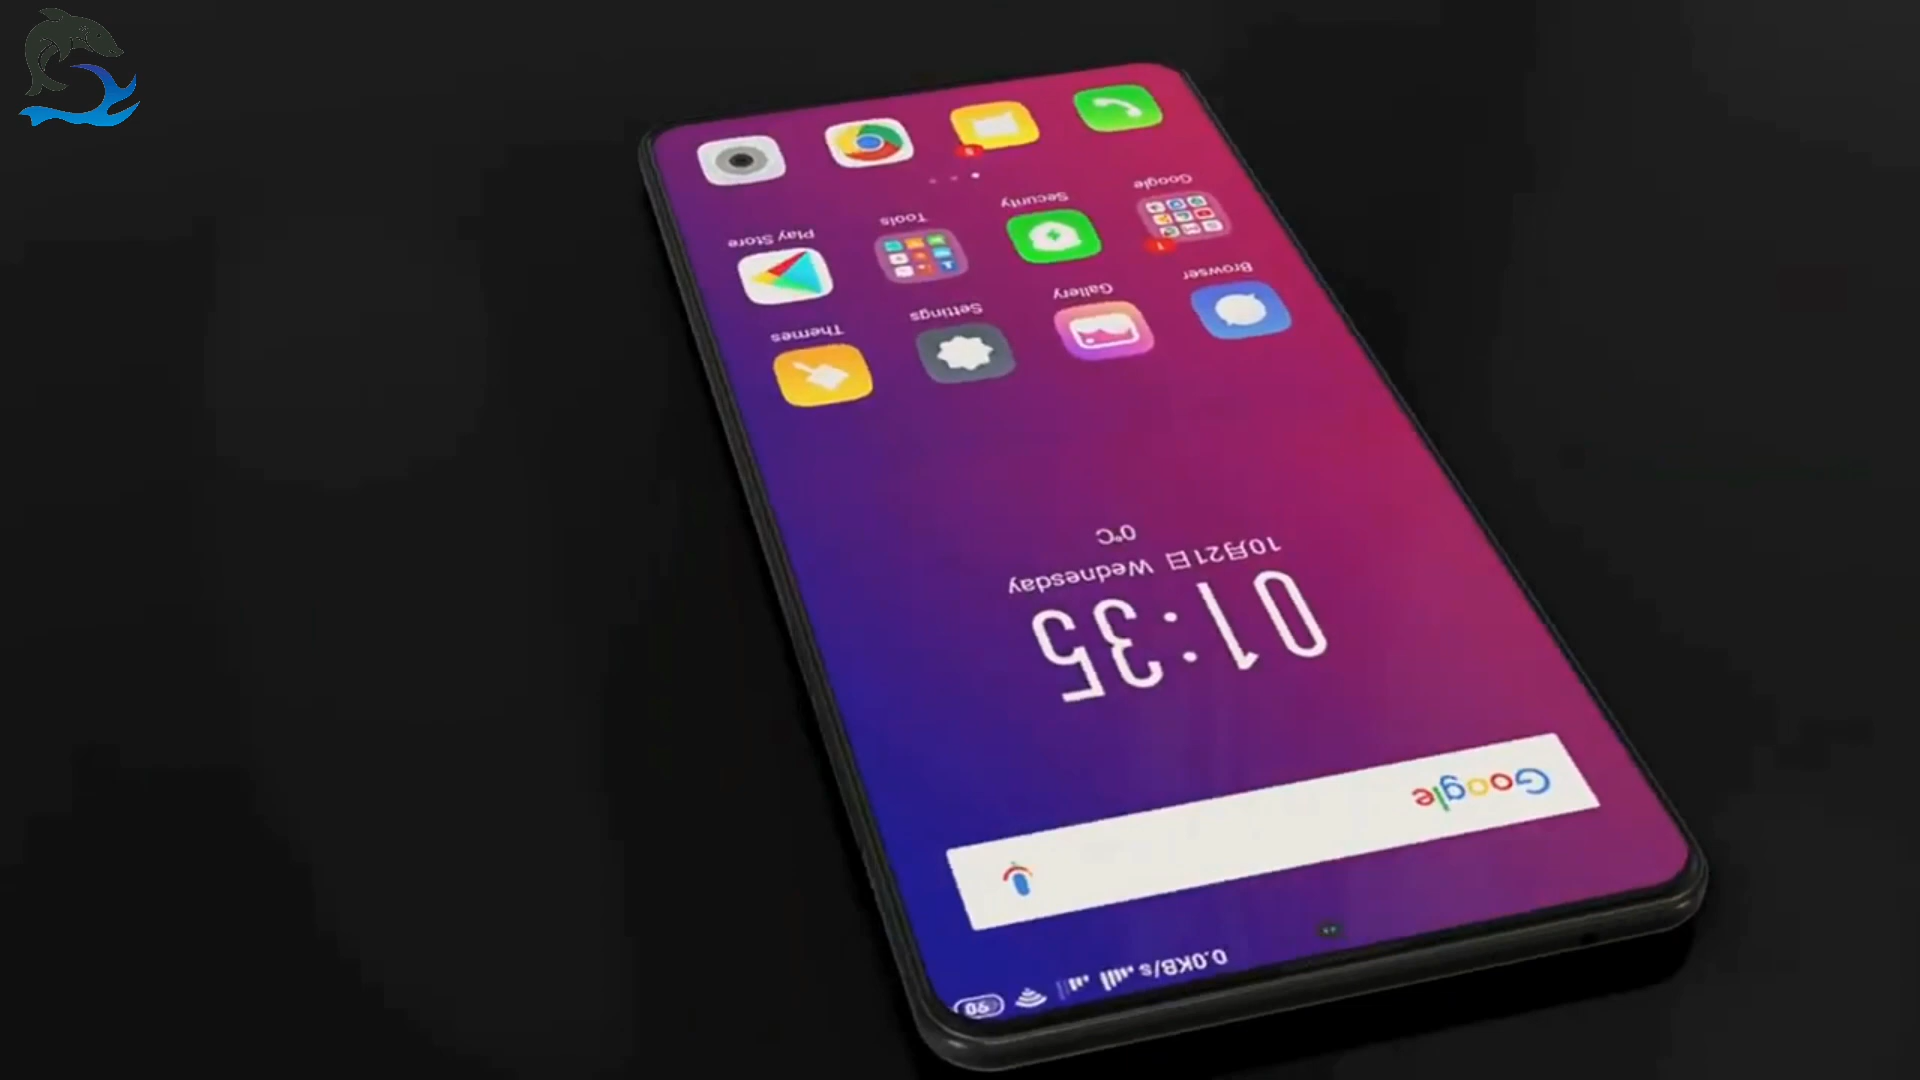 0.0KB/s
Google
01:35
10月21日 Wednesday
0°C
Browser Gallery Settings Themes
Google Security Tools Play Store